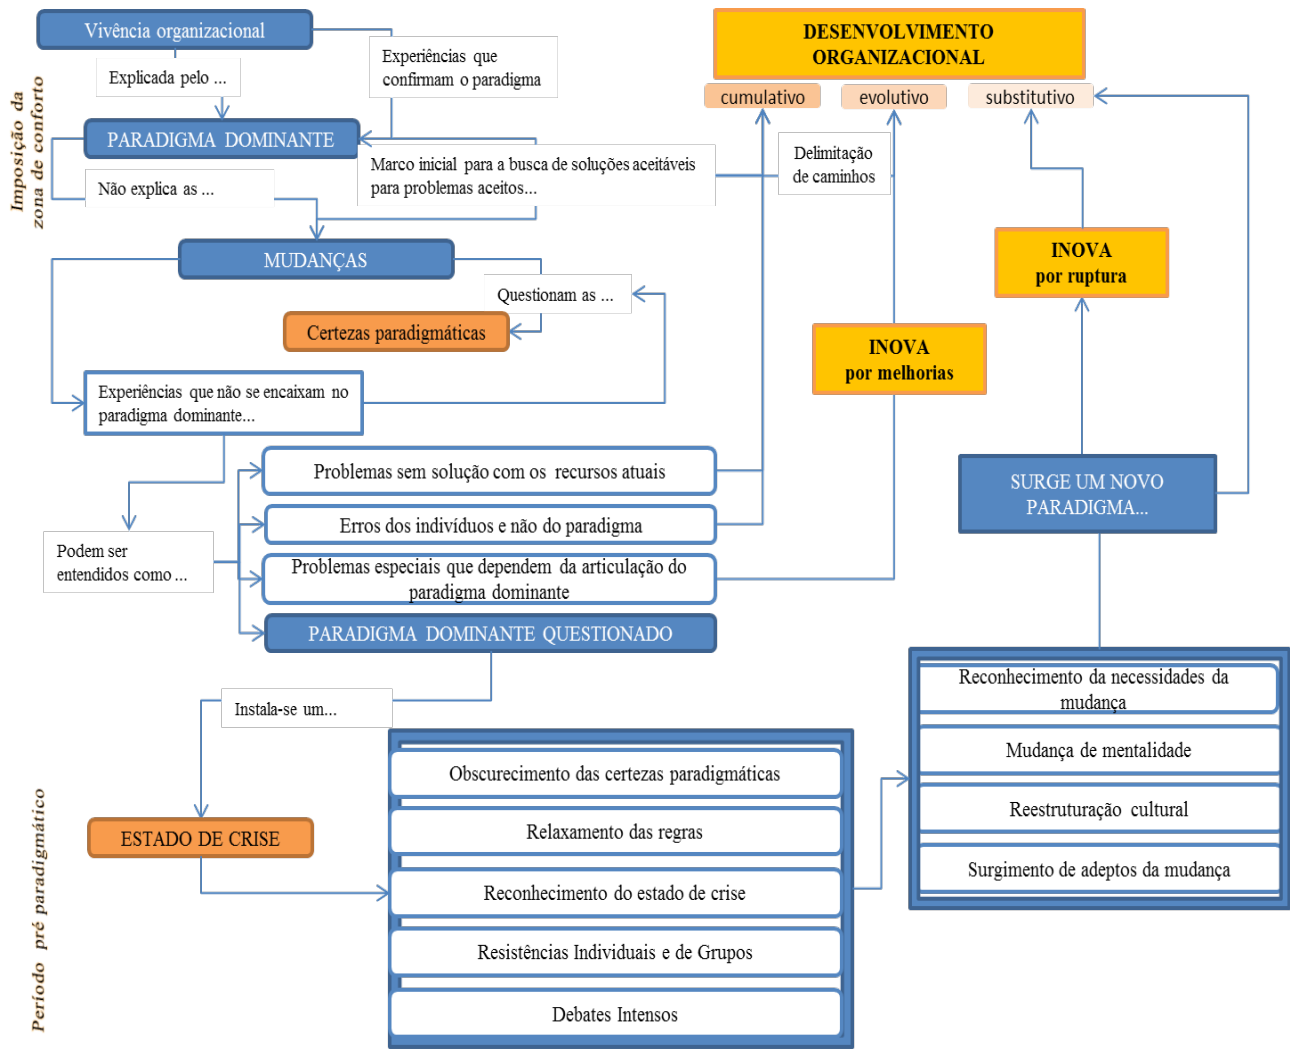 Vivência organizacional
Explicada pelo ...
Experiências que
confirmam o paradigma
DESENVOLVIMENTO
ORGANIZACIONAL
cumulativo
evolutivo
substitutivo
Imposição da
zona de conforto
PARADIGMA DOMINANTE
Marco inicial para a busca de soluções aceitáveis
para problemas aceitos...
Delimitação
de caminhos
Não explica as ...
MUDANÇAS
Questionam as ...
Certezas paradigmáticas
INOVA
por ruptura
INOVA
por melhorias
Experiências que não se encaixam no
paradigma dominante...
Problemas sem solução com os recursos atuais
Erros dos indivíduos e não do paradigma
Problemas especiais que dependem da articulação do
paradigma dominante
PARADIGMA DOMINANTE QUESTIONADO
Podem ser
entendidos como ...
SURGE UM NOVO
PARADIGMA...
Instala-se um...
Reconhecimento da necessidades da
mudança
Mudança de mentalidade
Reestruturação cultural
Surgimento de adeptos da mudança
Período pré paradigmático
ESTADO DE CRISE
Obscurecimento das certezas paradigmáticas
Relaxamento das regras
Reconhecimento do estado de crise
Resistências Individuais e de Grupos
Debates Intensos